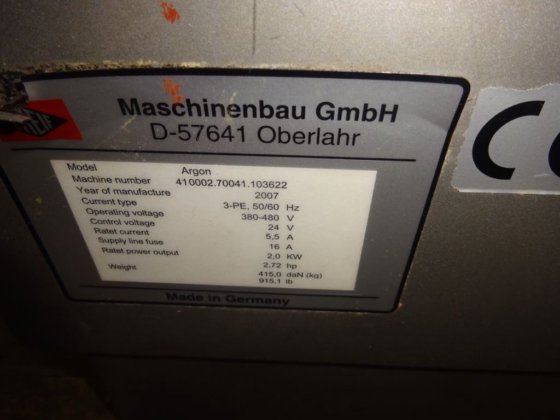 Maschinenbau GmbH
D-57641 Oberlahr
Model Argon
Machine number 410002.70041.103622
Year of manufacture 2007
Current type 3-PE, 50/60 Hz
Operating voltage 380-480 V
Control voltage 24 V
Ratet current 5,5 A
Supply line fuse 16 A
Ratet power output 2,0 KW
2,72 hp
Weight 415,0 daN (kg)
915,1 lb
Made in Germany